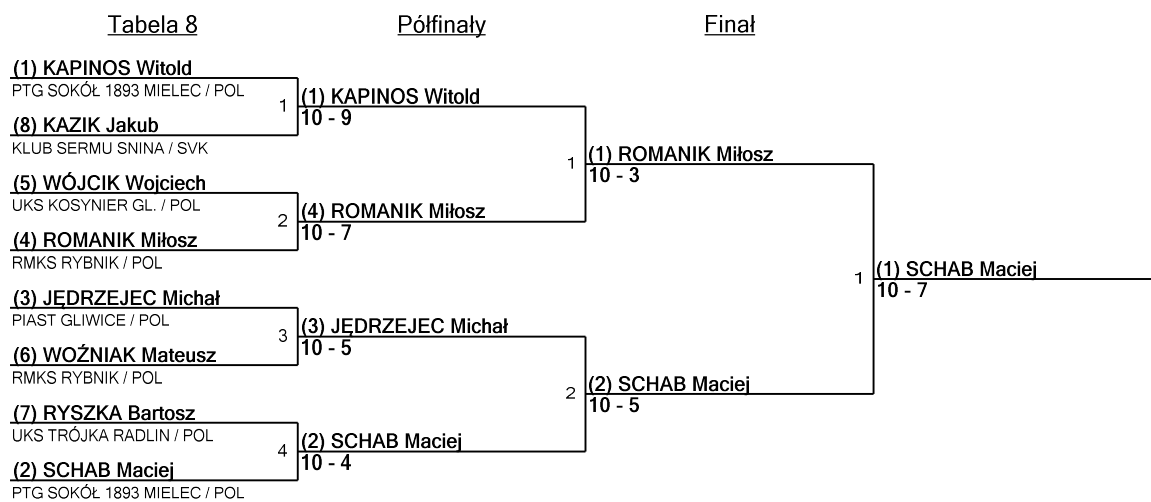 Tabela 8
Półfinały
Finał
(1) KAPINOS Witold
PTG SOKÓŁ 1893 MIELEC / POL
1
(8) KAZIK Jakub
KLUB SERMU SNINA / SVK
(5) WÓJCIK Wojciech
UKS KOSYNIER GL. / POL
2
(4) ROMANIK Miłosz
RMKS RYBNIK / POL
(3) JĘDRZEJEC Michał
PIAST GLIWICE / POL
3
(6) WOŹNIAK Mateusz
RMKS RYBNIK / POL
(7) RYSZKA Bartosz
UKS TRÓJKA RADLIN / POL
4
(2) SCHAB Maciej
PTG SOKÓŁ 1893 MIELEC / POL
(1) KAPINOS Witold
10 - 9
1
(4) ROMANIK Miłosz
10 - 7
(3) JĘDRZEJEC Michał
10 - 5
2
(2) SCHAB Maciej
10 - 4
(1) ROMANIK Miłosz
10 - 3
1
(2) SCHAB Maciej
10 - 5
(1) SCHAB Maciej
10 - 7